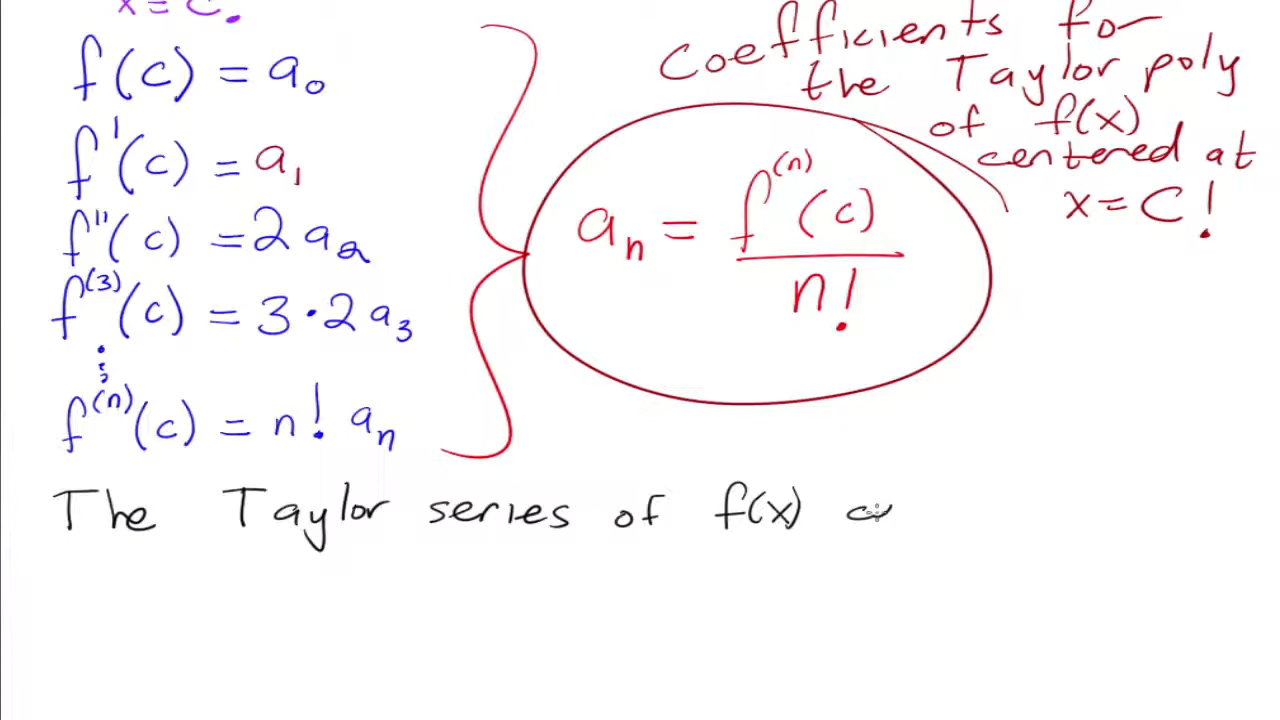 x = c.
f(c) = a₀
f'(c) = a₁
f''(c) = 2a₂
f⁽³⁾(c) = 3·2a₃
⋮
f⁽ⁿ⁾(c) = n! aₙ
aₙ = f⁽ⁿ⁾(c)
n!
Coefficients for
the Taylor poly
of f(x)
centered at
x = C!
The Taylor series of f(x)